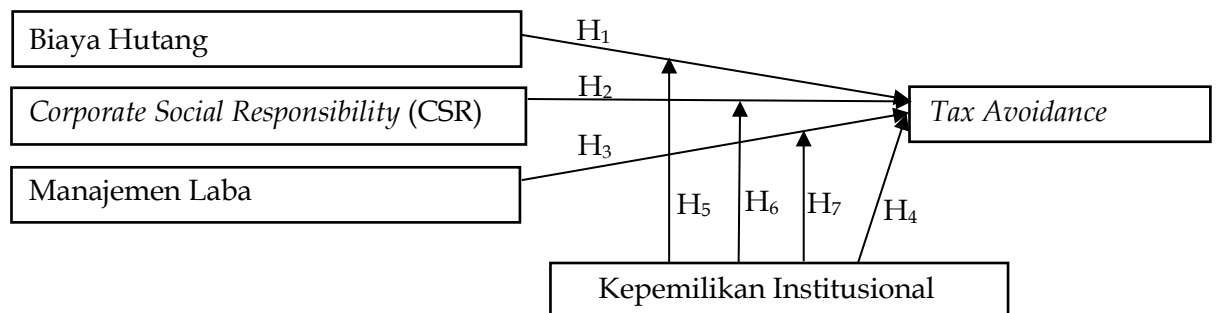 Biaya Hutang
H₁
Corporate Social Responsibility (CSR)
H₂
Tax Avoidance
H₃
Manajemen Laba
H₅
H₆
H₇
H₄
Kepemilikan Institusional